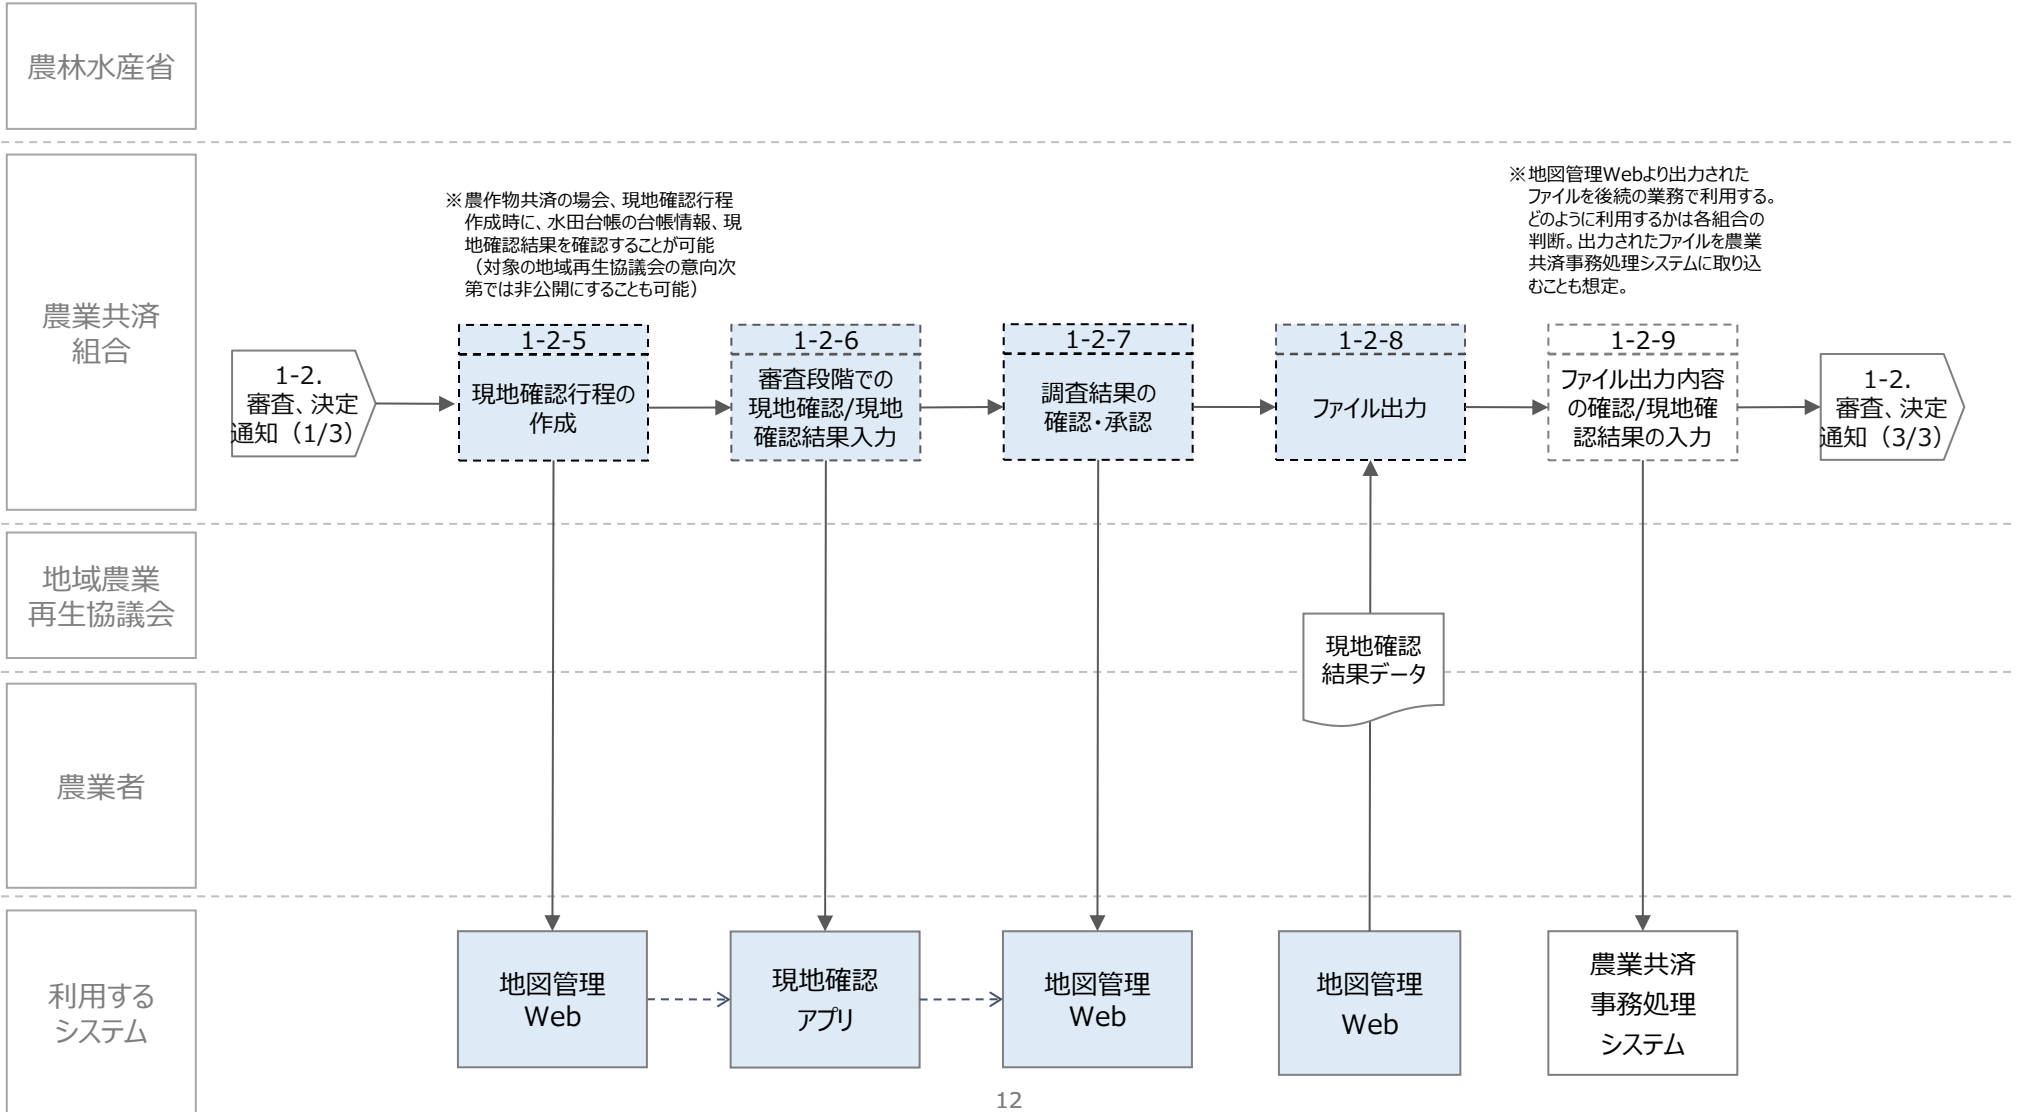 農林水産省
※農作物共済の場会、現地確認行程
作成時に、水田台帳の台帳情報、現
地確認結果を確認することが可能
（対象の地域再生協議会の意向次
第では非公開にすることも可能）
※地図管理Webより出力された
ファイルを後続の業務で利用する。
どのように利用するかは各組合の
判断。出力されたファイルを農業
共済事務処理システムに取り込
むことも想定。
農業共済
組合
1-2.
審査、決定
通知（1/3）
1-2-5
現地確認行程の
作成
1-2-6
審査段階での
現地確認/現地
確認結果入力
1-2-7
調査結果の
確認・承認
1-2-8
ファイル出力
1-2-9
ファイル出力内容
の確認/現地確
認結果の入力
1-2.
審査、決定
通知（3/3）
地域農業
再生協議会
現地確認
結果データ
農業者
利用する
システム
地図管理
Web
現地確認
アプリ
地図管理
Web
地図管理
Web
農業共済
事務処理
システム
12